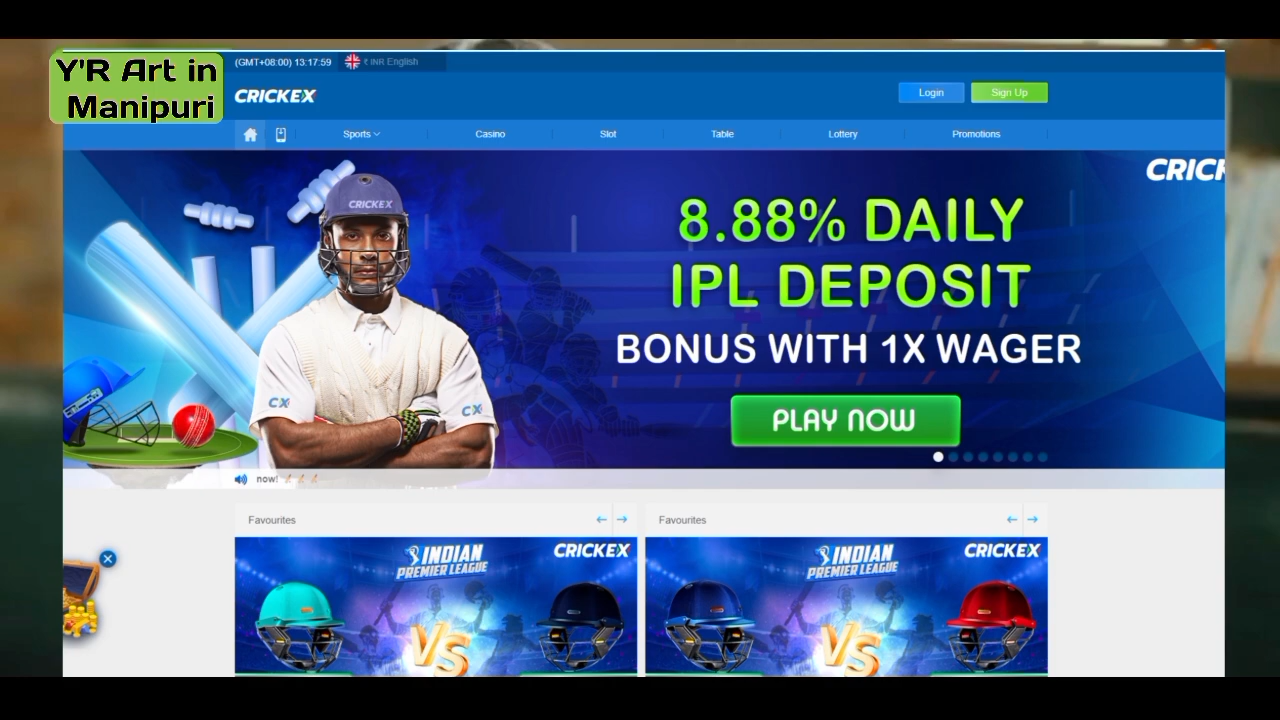 Y'R Art in
Manipuri
(GMT+08:00) 13:17:59
₹ INR English
CRICKEX
Login
Sign Up
Sports
Casino
Slot
Table
Lottery
Promotions
CRICK
CRICKEX
8.88% DAILY
IPL DEPOSIT
BONUS WITH 1X WAGER
CX
CX
PLAY NOW
now!
Favourites
Favourites
INDIAN
PREMIER LEAGUE
CRICKEX
VS
INDIAN
PREMIER LEAGUE
CRICKEX
VS